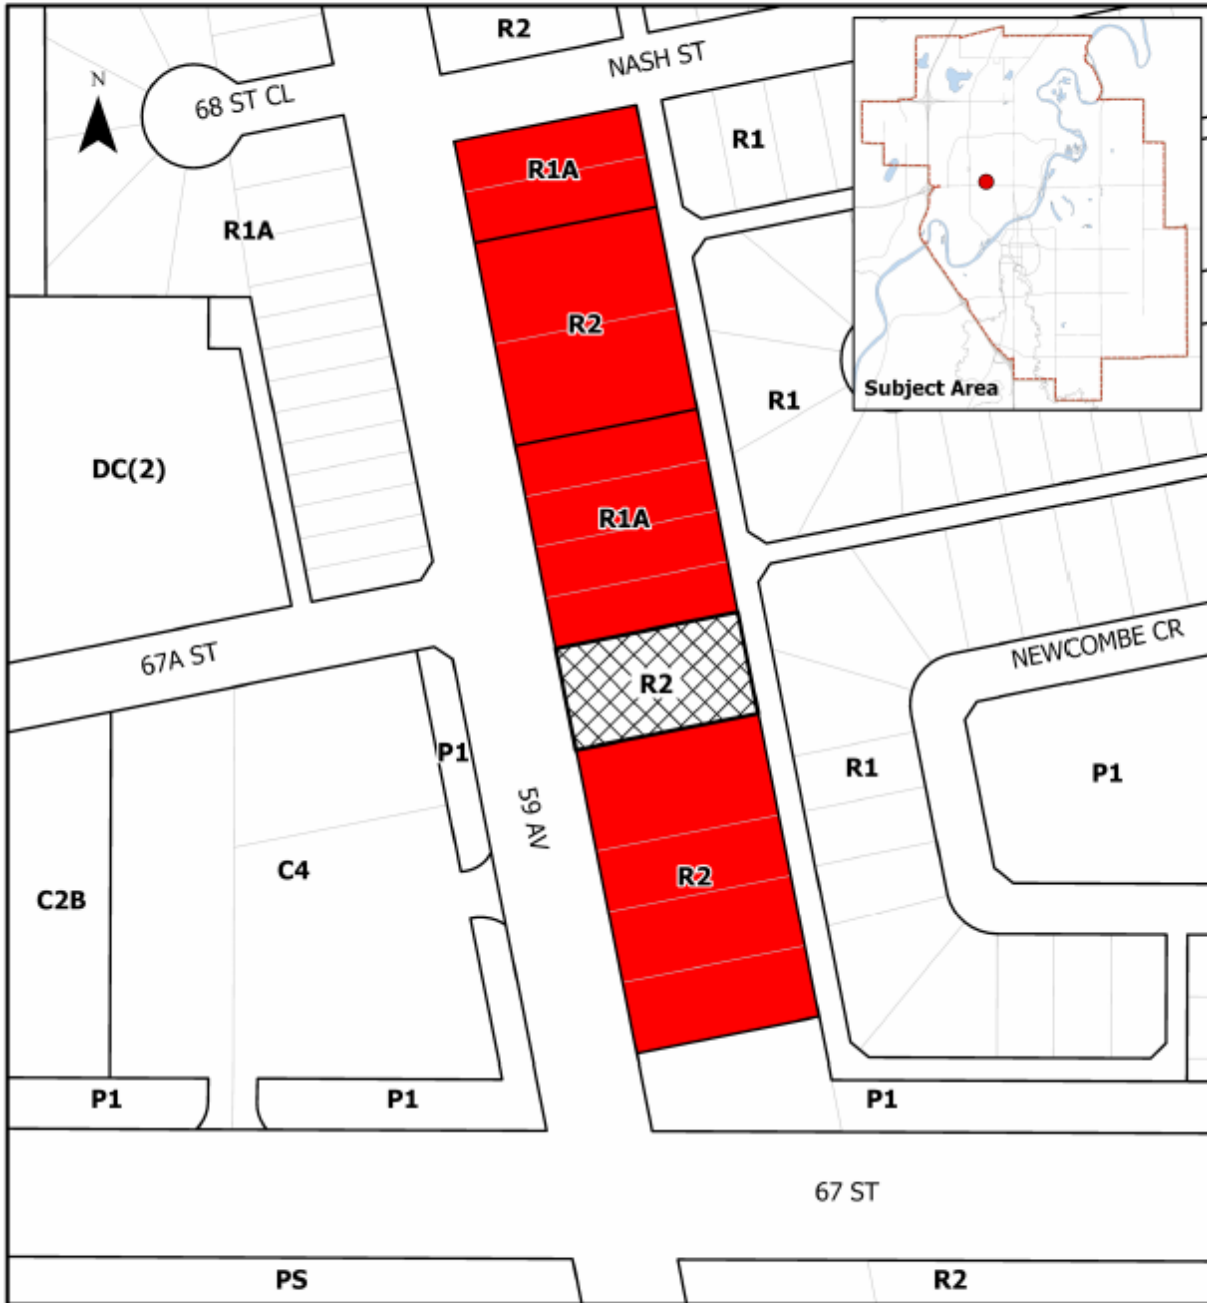 R2
NASH ST
N
68 ST CL
R1
R1A
R1A
R2
R1
Subject Area
DC(2)
R1A
67A ST
NEWCOMBE CR
R2
P1
R1
P1
59 AV
C4
R2
C2B
P1
P1
P1
67 ST
PS
R2